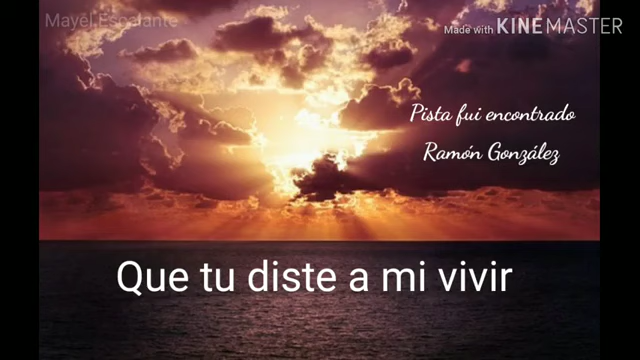 Mayel Escalante
Made with KINEMASTER
Pista fui encontrado
Ramón González
Que tu diste a mi vivir